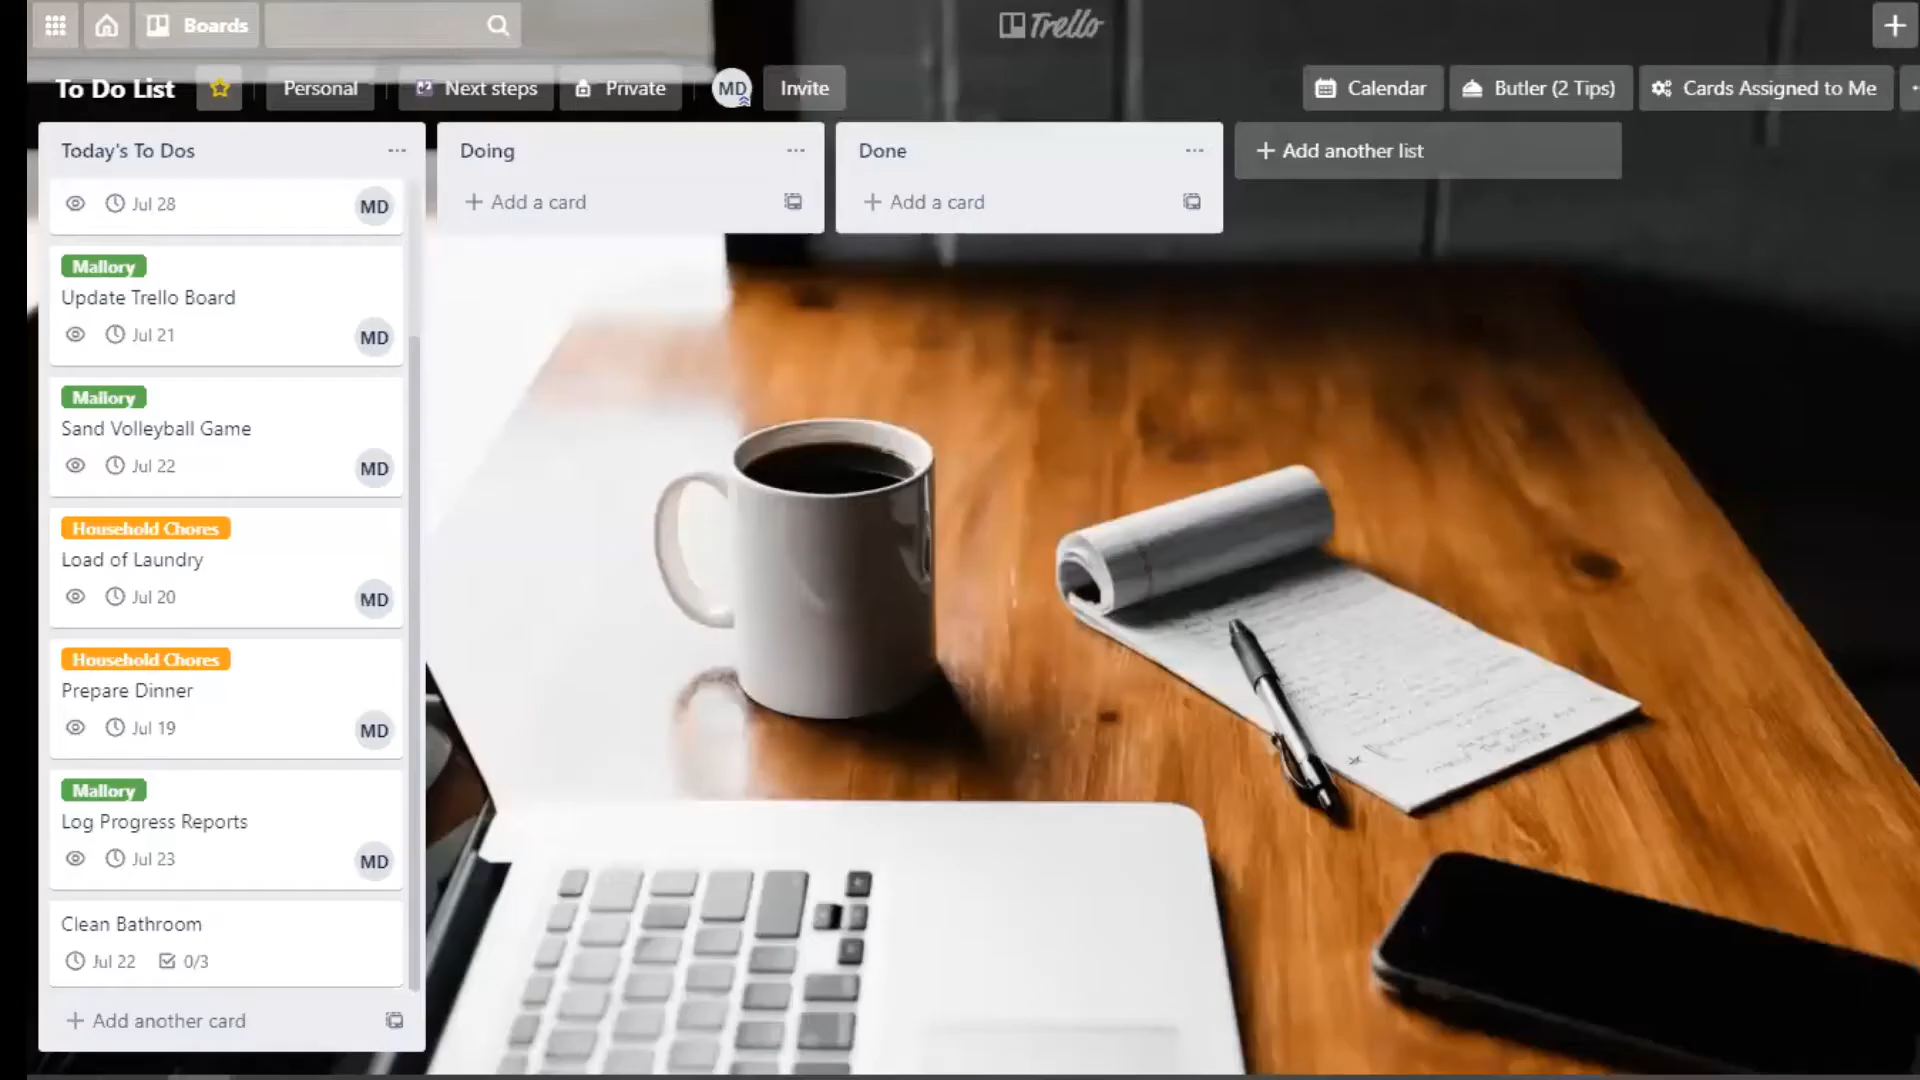 Boards
Trello
To Do List
Personal
Next steps
Private
MD
Invite
Calendar
Butler (2 Tips)
Cards Assigned to Me
Today's To Dos
Jul 28
MD
Mallory
Update Trello Board
Jul 21
MD
Mallory
Sand Volleyball Game
Jul 22
MD
Household Chores
Load of Laundry
Jul 20
MD
Household Chores
Prepare Dinner
Jul 19
MD
Mallory
Log Progress Reports
Jul 23
MD
Clean Bathroom
Jul 22 0/3
+ Add another card
Doing
+ Add a card
Done
+ Add a card
+ Add another list